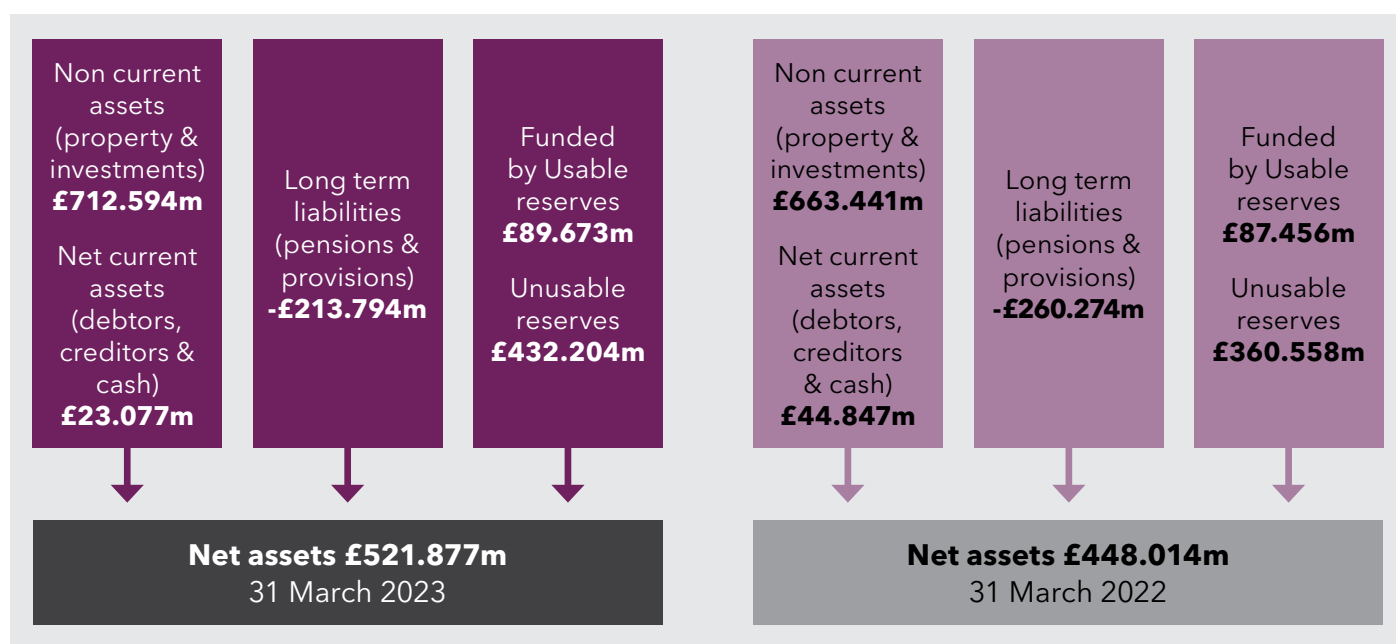 Non current
assets
(property &
investments)
£712.594m
Net current
assets
(debtors,
creditors &
cash)
£23.077m
Long term
liabilities
(pensions &
provisions)
-£213.794m
Funded
by Usable
reserves
£89.673m
Unusable
reserves
£432.204m
Net assets £521.877m
31 March 2023
Non current
assets
(property &
investments)
£663.441m
Net current
assets
(debtors,
creditors
& cash)
£44.847m
Long term
liabilities
(pensions &
provisions)
-£260.274m
Funded
by Usable
reserves
£87.456m
Unusable
reserves
£360.558m
Net assets £448.014m
31 March 2022